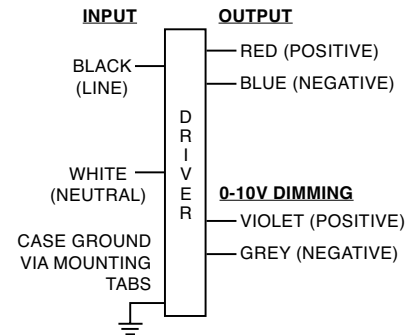 INPUT
BLACK
(LINE)
WHITE
(NEUTRAL)
CASE GROUND
VIA MOUNTING
TABS
DRIVER
OUTPUT
RED (POSITIVE)
BLUE (NEGATIVE)
0-10V DIMMING
VIOLET (POSITIVE)
GREY (NEGATIVE)